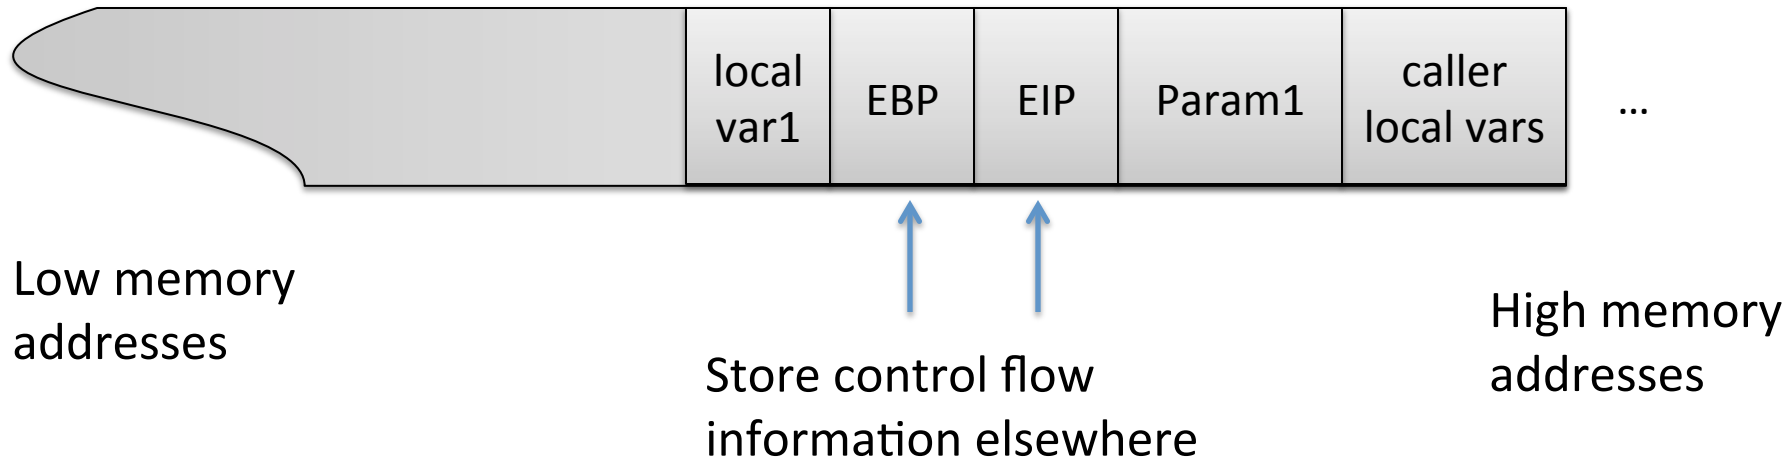 local
var1
EBP
EIP
Param1
caller
local vars
...
Low memory
addresses
High memory
addresses
Store control flow
information elsewhere